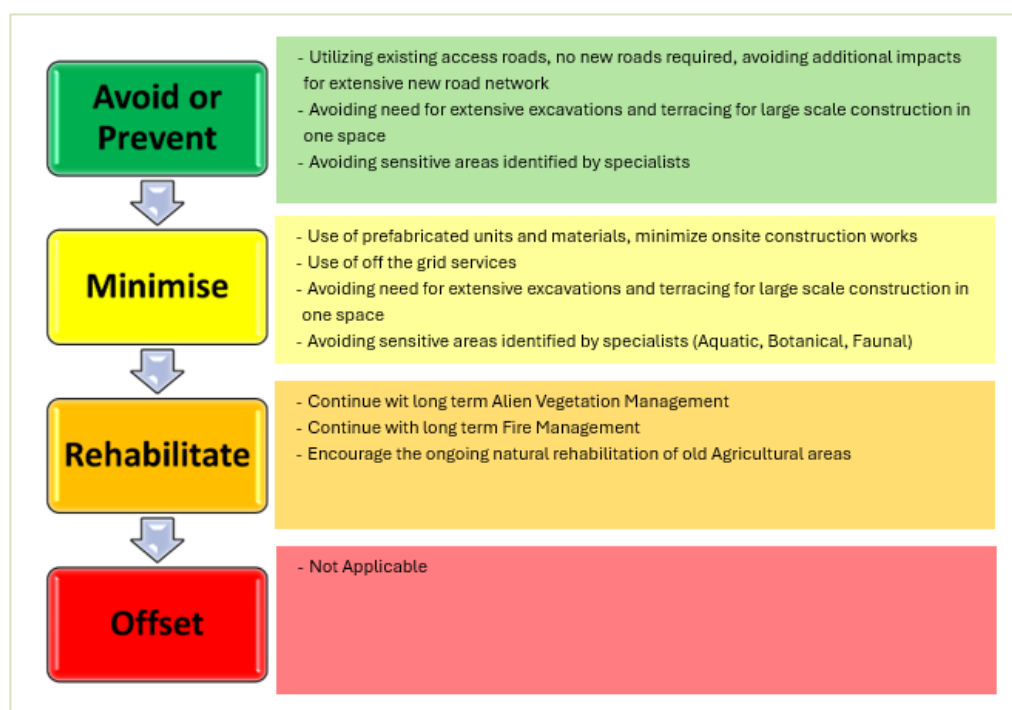 Avoid or
Prevent
- Utilizing existing access roads, no new roads required, avoiding additional impacts
for extensive new road network
- Avoiding need for extensive excavations and terracing for large scale construction in
one space
- Avoiding sensitive areas identified by specialists
Minimise
- Use of prefabricated units and materials, minimize onsite construction works
- Use of off the grid services
- Avoiding need for extensive excavations and terracing for large scale construction in
one space
- Avoiding sensitive areas identified by specialists (Aquatic, Botanical, Faunal)
Rehabilitate
- Continue wit long term Alien Vegetation Management
- Continue with long term Fire Management
- Encourage the ongoing natural rehabilitation of old Agricultural areas
Offset
- Not Applicable